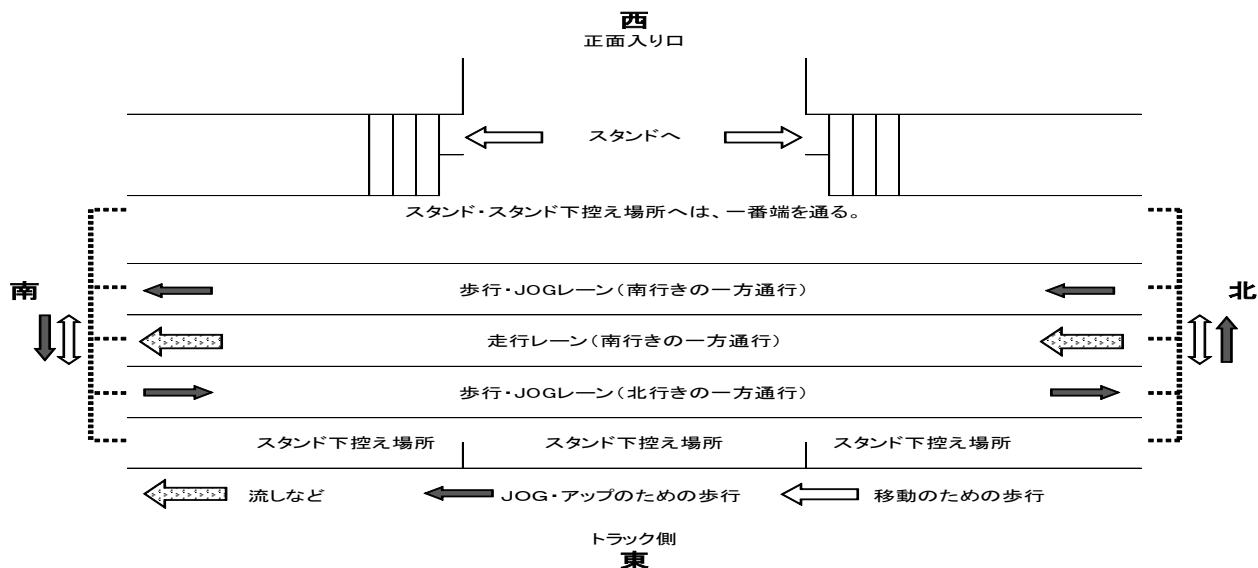 西
正面入り口
スタンドへ
スタンド・スタンド下控え場所へは、一番端を通る。
南
北
歩行・JOGレーン(南行きの一方通行)
走行レーン(南行きの一方通行)
歩行・JOGレーン(北行きの一方通行)
スタンド下控え場所 スタンド下控え場所 スタンド下控え場所
流しなど JOG・アップのための歩行 移動のための歩行
トラック側
東